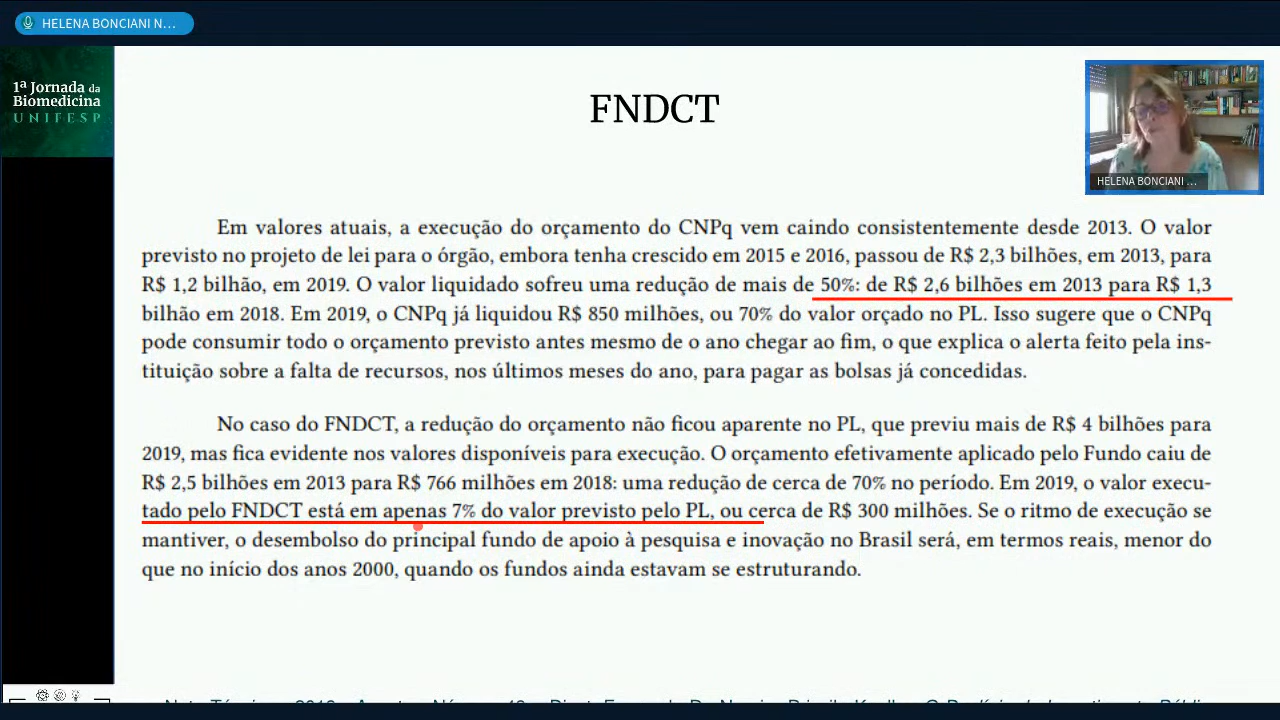 HELENA BONCIANI N...
1ª Jornada da
Biomedicina
UNIFESP
FNDCT
HELENA BONCIANI ...
Em valores atuais, a execução do orçamento do CNPq vem caindo consistentemente desde 2013. O valor
previsto no projeto de lei para o órgão, embora tenha crescido em 2015 e 2016, passou de R$ 2,3 bilhões, em 2013, para
R$ 1,2 bilhão, em 2019. O valor liquidado sofreu uma redução de mais de 50%: de R$ 2,6 bilhões em 2013 para R$ 1,3
bilhão em 2018. Em 2019, o CNPq já liquidou R$ 850 milhões, ou 70% do valor orçado no PL. Isso sugere que o CNPq
pode consumir todo o orçamento previsto antes mesmo de o ano chegar ao fim, o que explica o alerta feito pela ins-
tituição sobre a falta de recursos, nos últimos meses do ano, para pagar as bolsas já concedidas.
No caso do FNDCT, a redução do orçamento não ficou aparente no PL, que previu mais de R$ 4 bilhões para
2019, mas fica evidente nos valores disponíveis para execução. O orçamento efetivamente aplicado pelo Fundo caiu de
R$ 2,5 bilhões em 2013 para R$ 766 milhões em 2018: uma redução de cerca de 70% no período. Em 2019, o valor execu-
tado pelo FNDCT está em apenas 7% do valor previsto pelo PL, ou cerca de R$ 300 milhões. Se o ritmo de execução se
mantiver, o desembolso do principal fundo de apoio à pesquisa e inovação no Brasil será, em termos reais, menor do
que no início dos anos 2000, quando os fundos ainda estavam se estruturando.